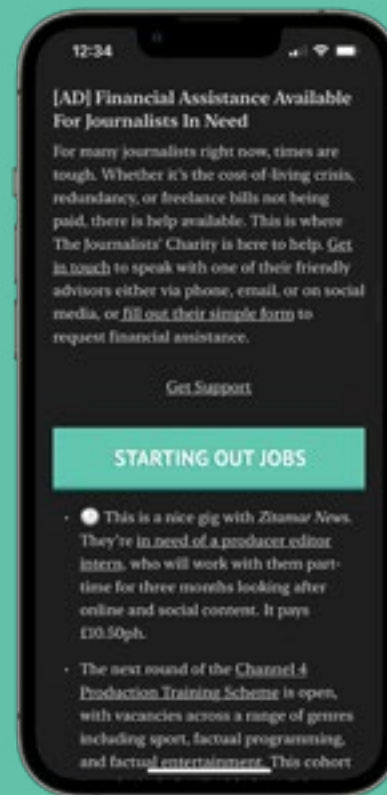 12:34
[AD] Financial Assistance Available
For Journalists In Need
For many journalists right now, times are
tough. Whether it's the cost-of-living crisis,
redundancy, or freelance bills not being
paid, there is help available. This is where
The Journalists' Charity is here to help. Get
in touch to speak with one of their friendly
advisors either via phone, email, or on social
media, or fill out their simple form to
request financial assistance.
Get Support
STARTING OUT JOBS
• 🕐 This is a nice gig with Zitamar News.
They're in need of a producer editor
intern, who will work with them part-
time for three months looking after
online and social content. It pays
£10.50ph.
• The next round of the Channel 4
Production Training Scheme is open,
with vacancies across a range of genres
including sport, factual programming,
and factual entertainment. This cohort